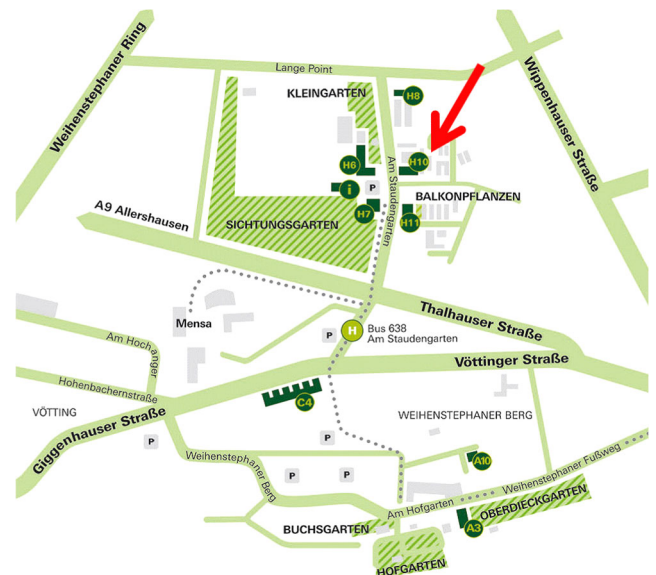 Weihenstephaner Ring
Lange Point
Wippenhauser Straße
KLEINGARTEN
H8
H6
H10
Am Staudengarten
i
P
BALKONPFLANZEN
H7
H11
A9 Allershausen
SICHTUNGSGARTEN
Thalhauser Straße
Mensa
P
H
Bus 638
Am Staudengarten
Am Hoch
anger
Vöttinger Straße
Hohenbachernstraße
C4
VÖTTING
WEIHENSTEPHANER BERG
Giggenhauser Straße
P
P
Weihenstephaner
Berg
A10
P
P
Weihenstephaner Fußweg
Am Hofgarten
OBERDIECKGARTEN
BUCHSGARTEN
A3
HOFGARTEN